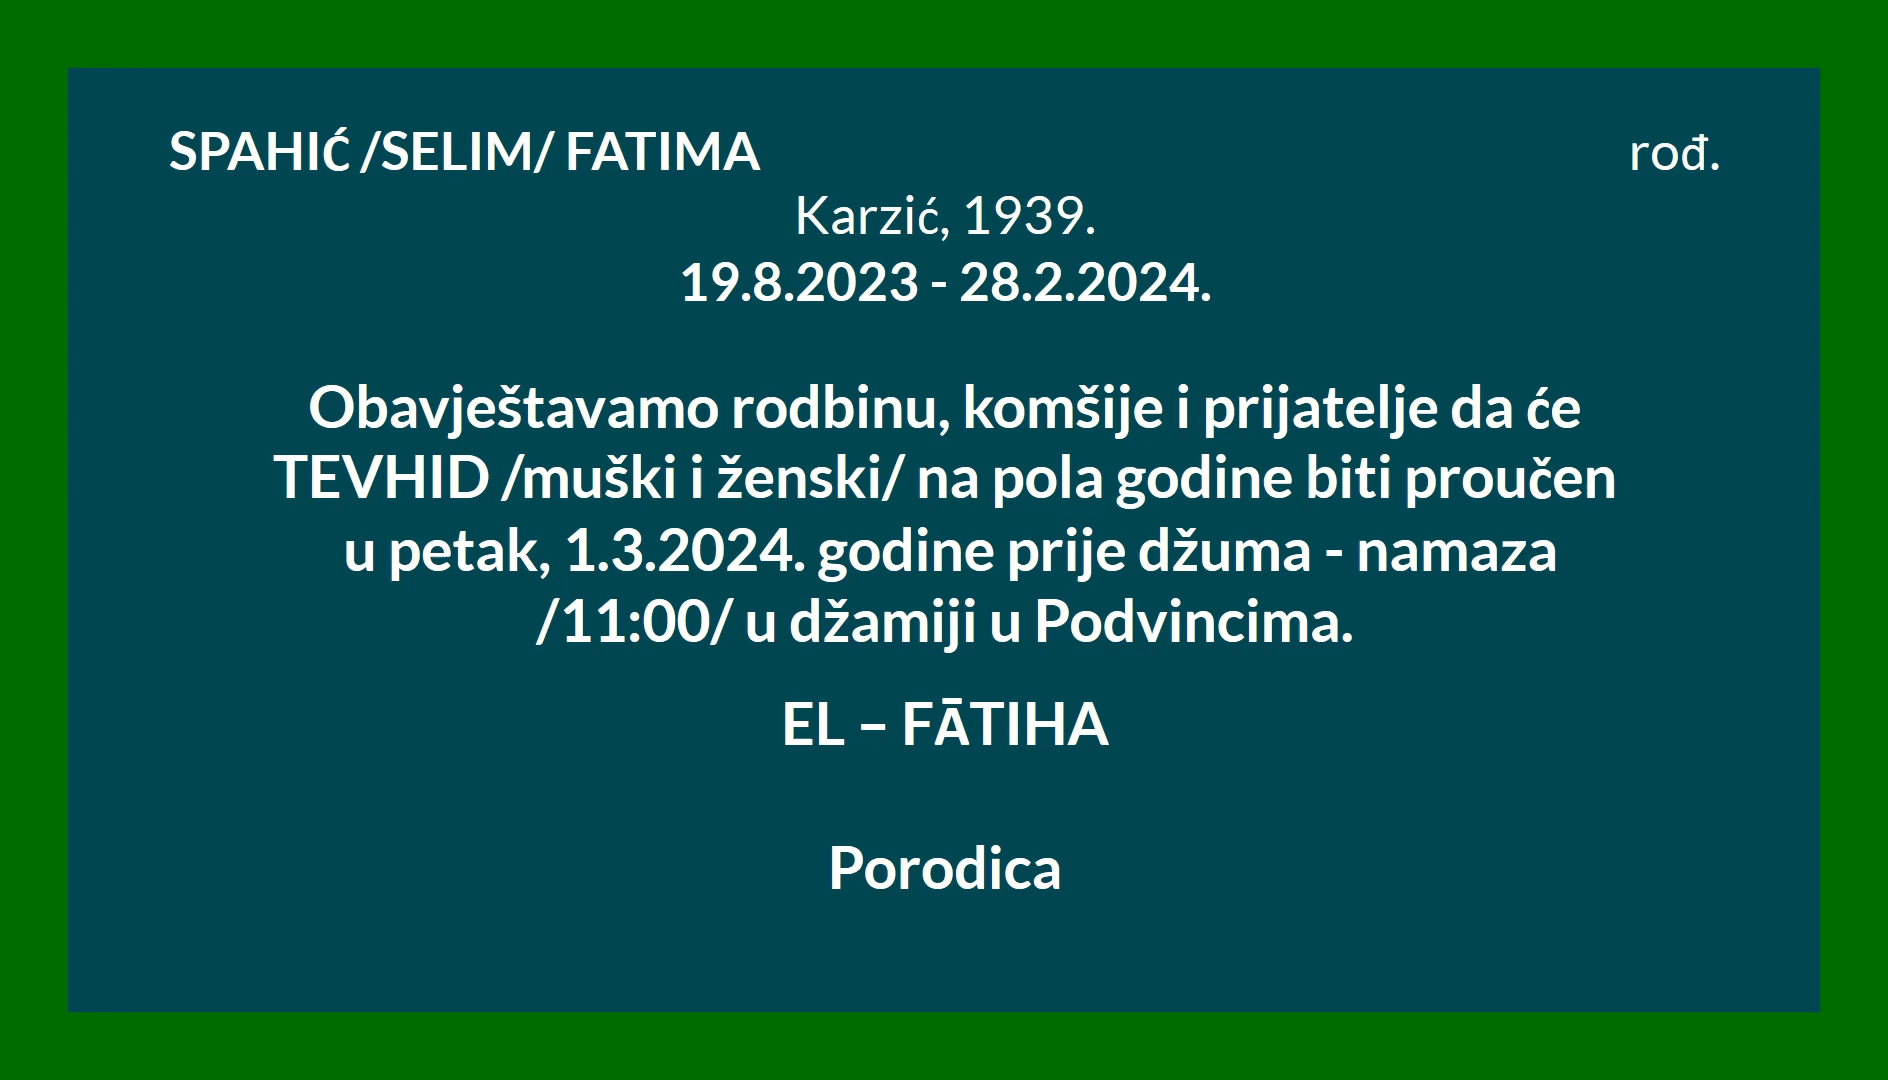 SPAHIĆ /SELIM/ FATIMA rođ.
Karzić, 1939.
19.8.2023 - 28.2.2024.
Obavještavamo rodbinu, komšije i prijatelje da će
TEVHID /muški i ženski/ na pola godine biti proučen
u petak, 1.3.2024. godine prije džuma - namaza
/11:00/ u džamiji u Podvincima.
EL – FĀTIHA
Porodica